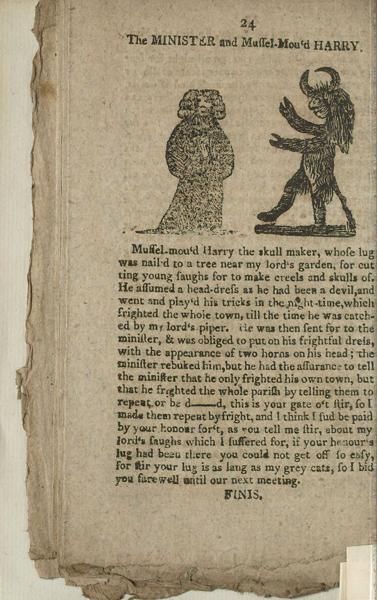 24
The MINISTER and Muſſel-Mou'd HARRY.
Muſſel-mou'd Harry the skull maker, whoſe lug
was nail'd to a tree near my lord's garden, for cut
ting young ſaughs for to make creels and skulls of.
He aſſumed a head-dreſs as he had been a devil,and
went and play'd his tricks in the night-time,which
frighted the whole town, till the time he was catch-
ed by my lord's piper. He was then ſent for to the
miniſter, & was obliged to put on his frightful dreſs,
with the appearance of two horns on his head; the
miniſter rebuked him,but he had the aſſurance to tell
the miniſter that he only frighted his own town, but
that he frighted the whole pariſh by telling them to
repeat or be d——d, this is your gate o't ſtir, ſo I
made them repeat by fright, and I think I ſud be paid
by your honour for't, as you tell me ſtir, about my
lord's ſaughs which I ſuffered for, if your honour's
lug had been there you could not get off ſo eaſy,
for ſtir your lug is as lang as my grey cats, ſo I bid
you farewell until our next meeting.
FINIS.